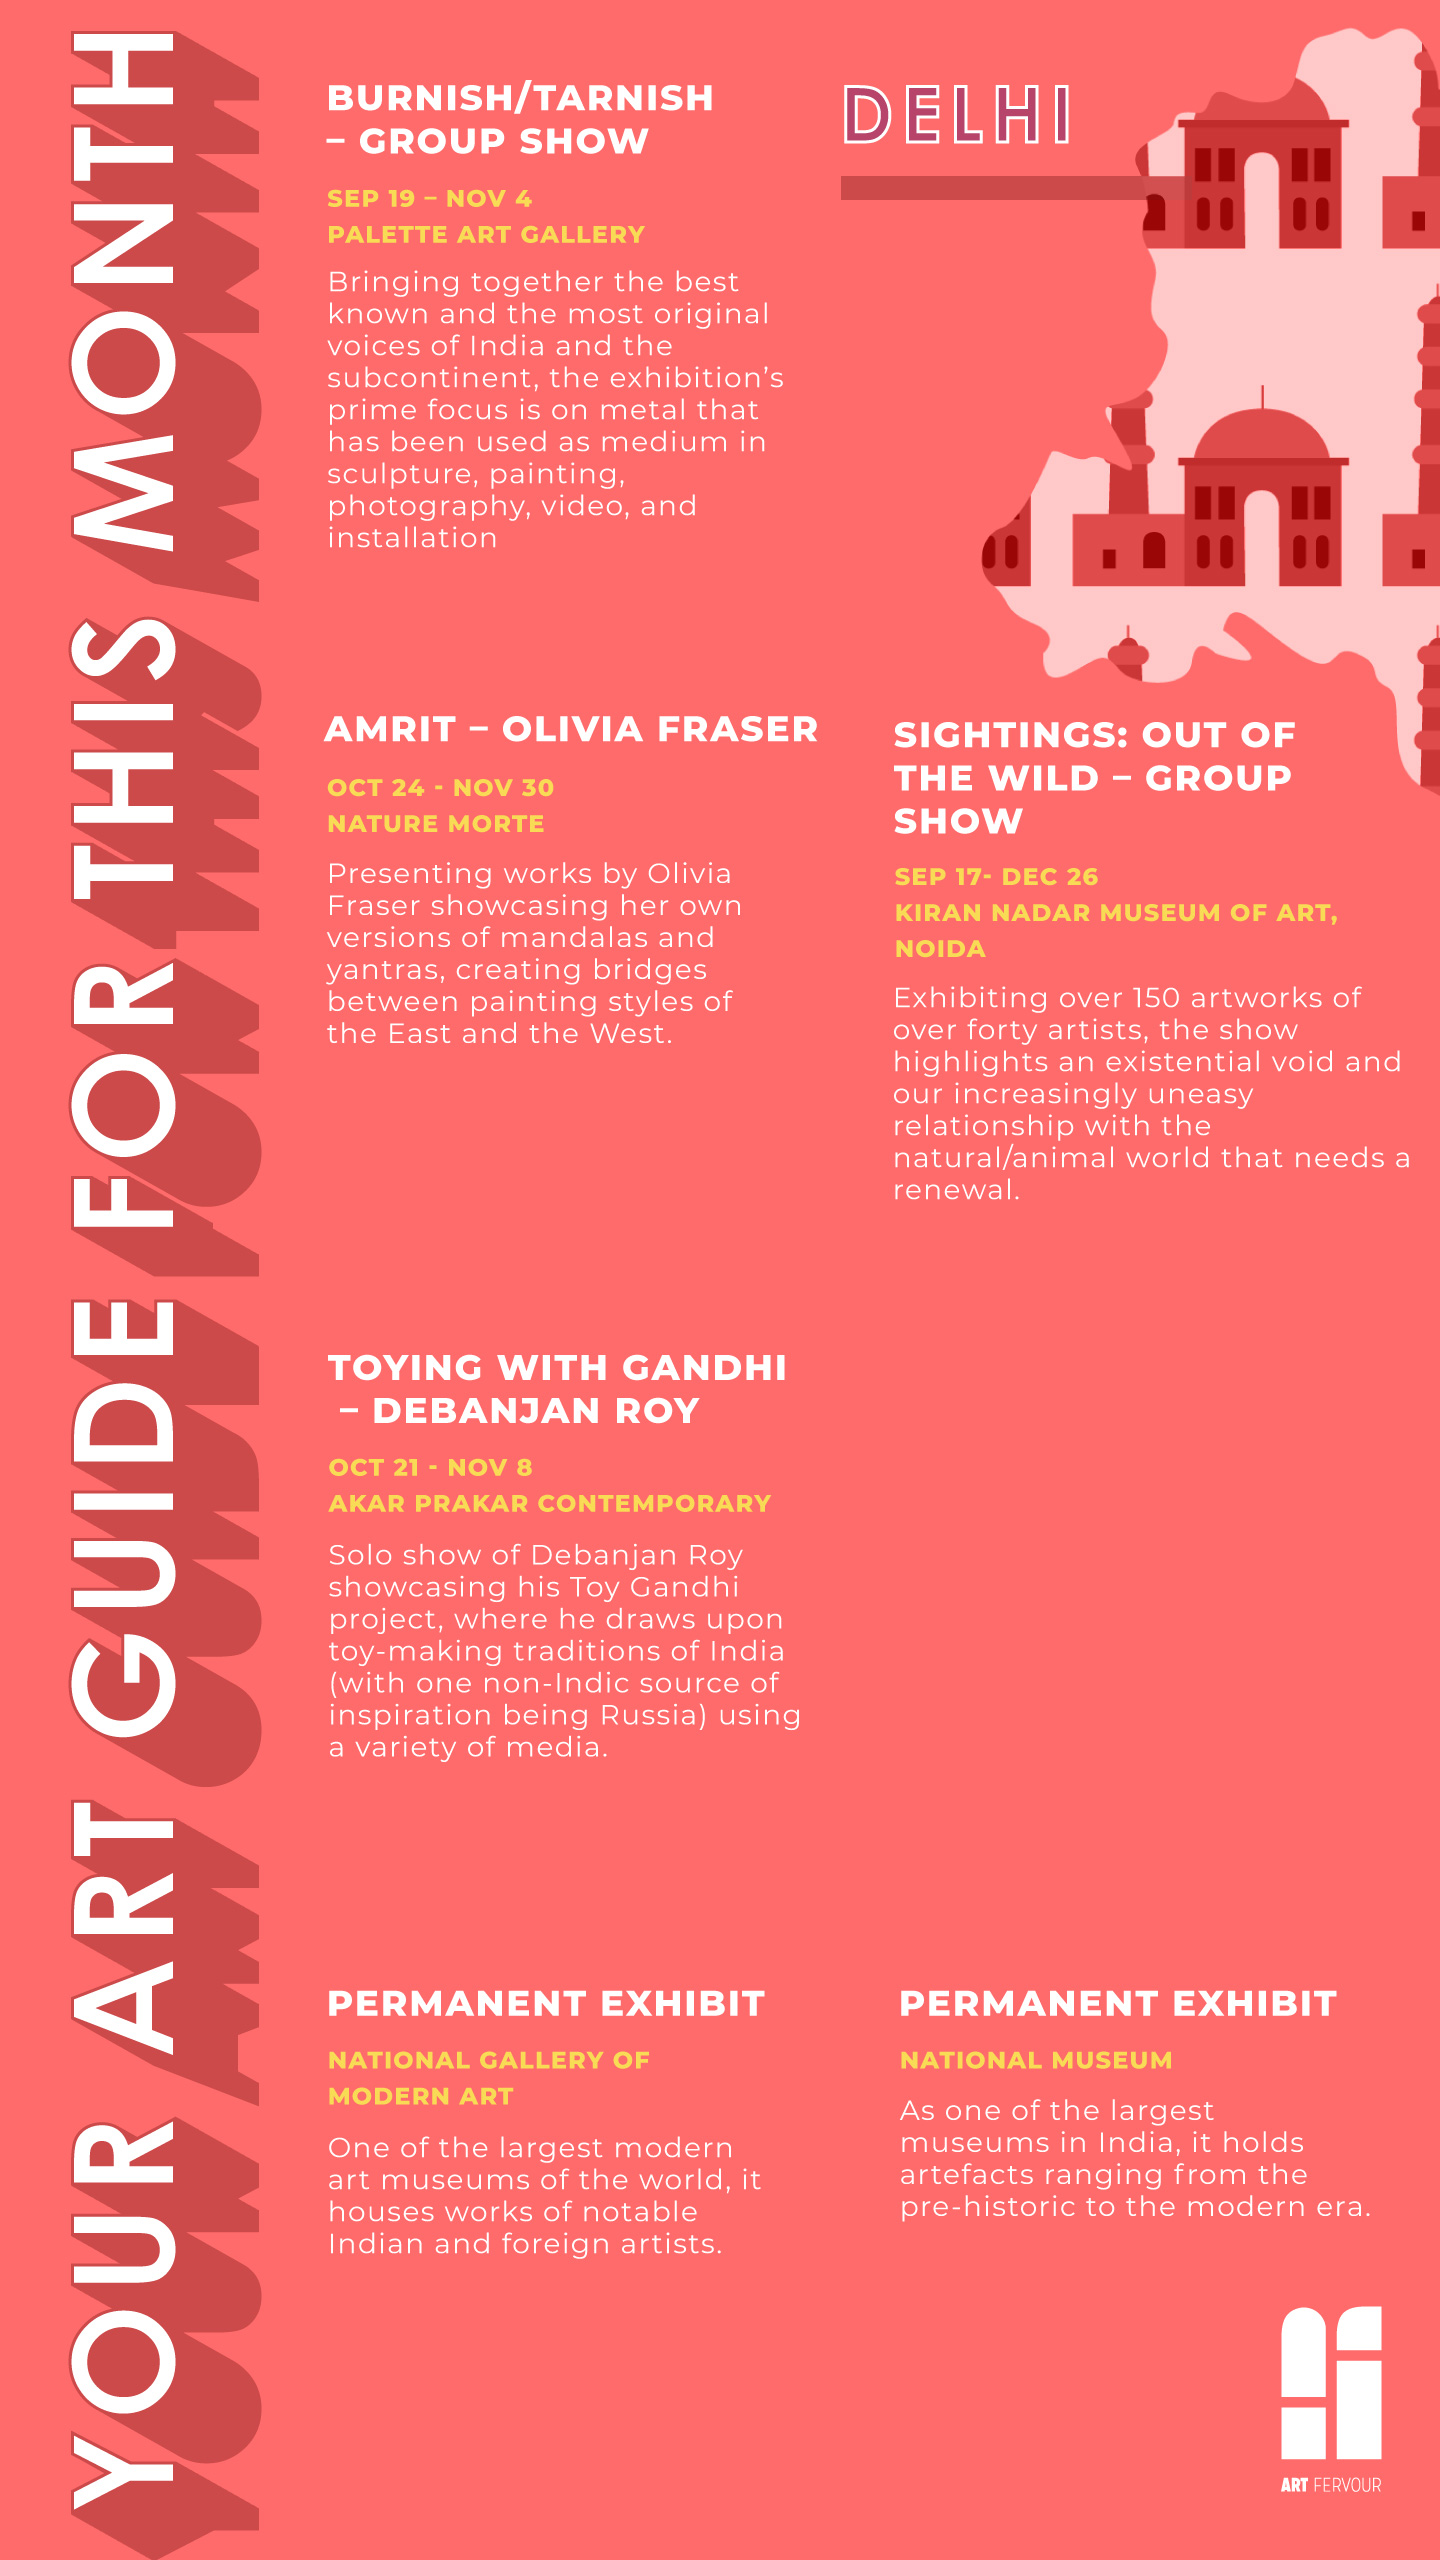 YOUR ART GUIDE FOR THIS MONTH
DELHI
BURNISH/TARNISH
– GROUP SHOW
SEP 19 – NOV 4
PALETTE ART GALLERY
Bringing together the best
known and the most original
voices of India and the
subcontinent, the exhibition’s
prime focus is on metal that
has been used as medium in
sculpture, painting,
photography, video, and
installation
AMRIT – OLIVIA FRASER
OCT 24 - NOV 30
NATURE MORTE
Presenting works by Olivia
Fraser showcasing her own
versions of mandalas and
yantras, creating bridges
between painting styles of
the East and the West.
SIGHTINGS: OUT OF
THE WILD – GROUP
SHOW
SEP 17- DEC 26
KIRAN NADAR MUSEUM OF ART,
NOIDA
Exhibiting over 150 artworks of
over forty artists, the show
highlights an existential void and
our increasingly uneasy
relationship with the
natural/animal world that needs a
renewal.
TOYING WITH GANDHI
– DEBANJAN ROY
OCT 21 - NOV 8
AKAR PRAKAR CONTEMPORARY
Solo show of Debanjan Roy
showcasing his Toy Gandhi
project, where he draws upon
toy-making traditions of India
(with one non-Indic source of
inspiration being Russia) using
a variety of media.
PERMANENT EXHIBIT
NATIONAL GALLERY OF
MODERN ART
One of the largest modern
art museums of the world, it
houses works of notable
Indian and foreign artists.
PERMANENT EXHIBIT
NATIONAL MUSEUM
As one of the largest
museums in India, it holds
artefacts ranging from the
pre-historic to the modern era.
ART FERVOUR